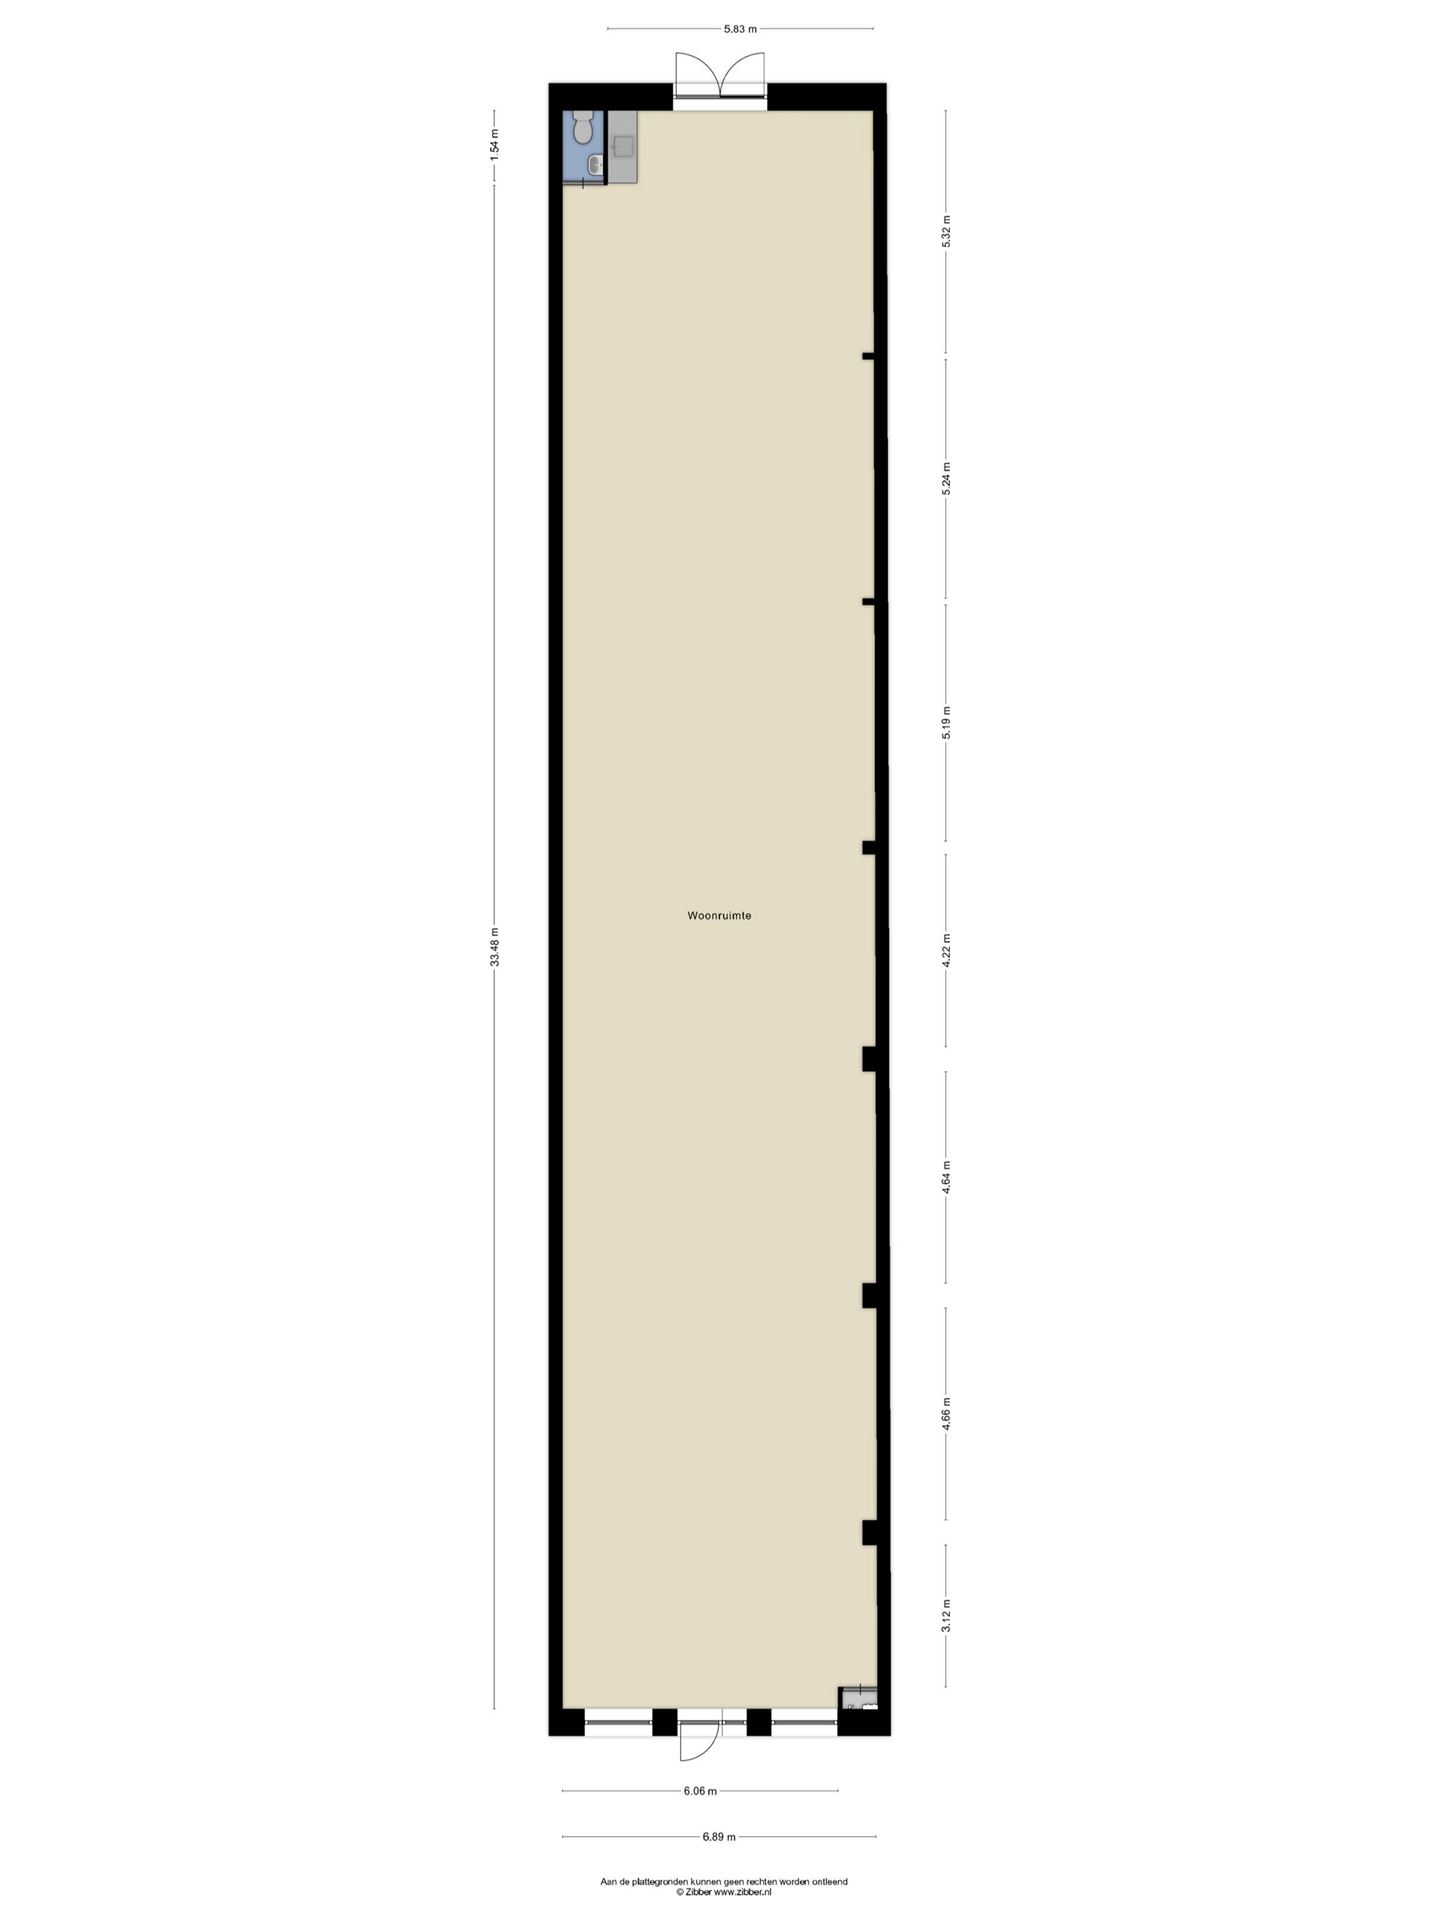 5.83 m
1.54 m
5.32 m
5.24 m
5.19 m
Woonruimte
33.48 m
4.22 m
4.64 m
4.66 m
3.12 m
6.06 m
6.89 m
Aan de plattegronden kunnen geen rechten worden ontleend
© Zibber www.zibber.nl